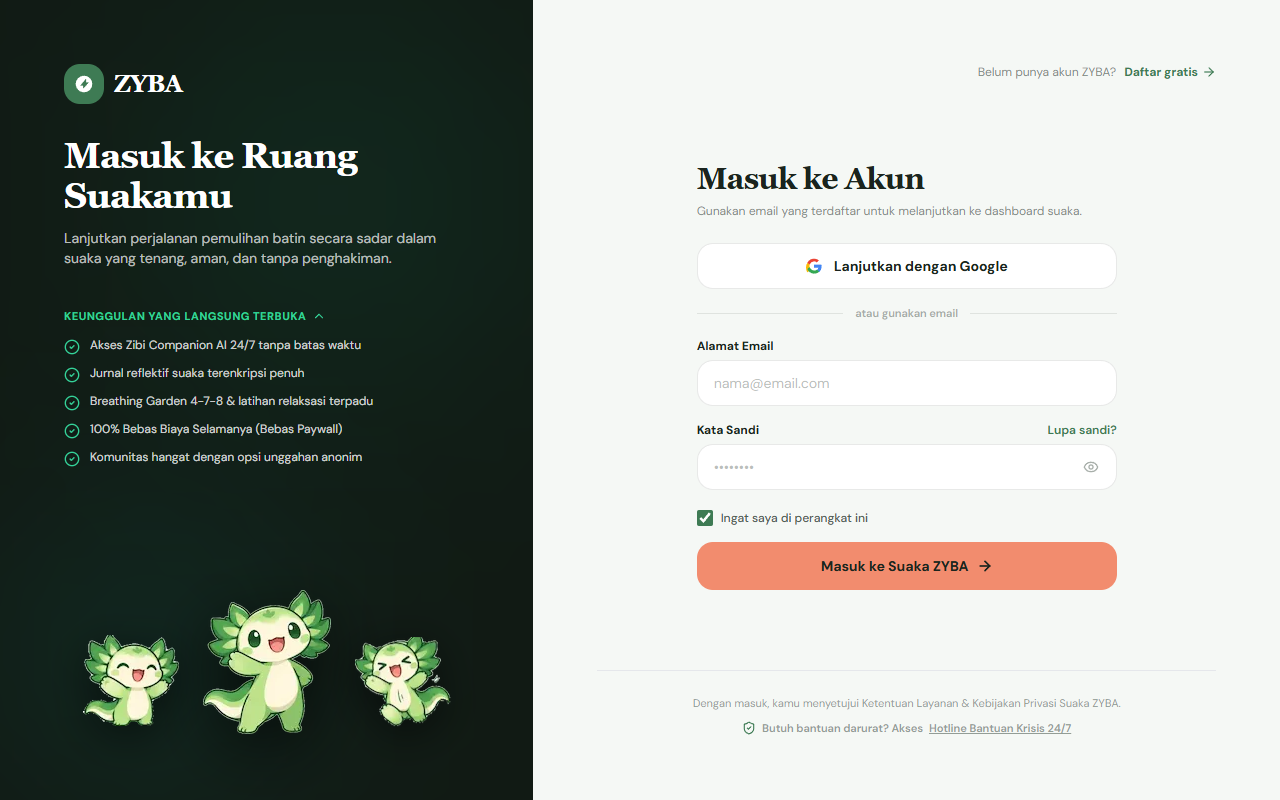 ZYBA
Masuk ke Ruang
Suakamu
Lanjutkan perjalanan pemulihan batin secara sadar dalam
suaka yang tenang, aman, dan tanpa penghakiman.
KEUNGGULAN YANG LANGSUNG TERBUKA
Akses Zibi Companion AI 24/7 tanpa batas waktu
Jurnal reflektif suaka terenkripsi penuh
Breathing Garden 4-7-8 & latihan relaksasi terpadu
100% Bebas Biaya Selamanya (Bebas Paywall)
Komunitas hangat dengan opsi unggahan anonim
Belum punya akun ZYBA? Daftar gratis →
Masuk ke Akun
Gunakan email yang terdaftar untuk melanjutkan ke dashboard suaka.
Lanjutkan dengan Google
atau gunakan email
Alamat Email
nama@email.com
Kata Sandi Lupa sandi?
••••••••
Ingat saya di perangkat ini
Masuk ke Suaka ZYBA →
Dengan masuk, kamu menyetujui Ketentuan Layanan & Kebijakan Privasi Suaka ZYBA.
Butuh bantuan darurat? Akses Hotline Bantuan Krisis 24/7